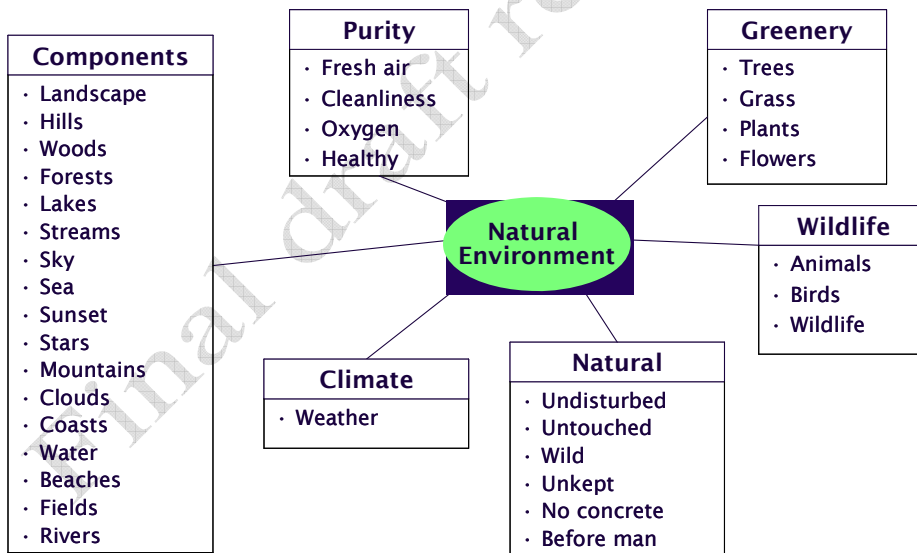 Components
Landscape
Hills
Woods
Forests
Lakes
Streams
Sky
Sea
Sunset
Stars
Mountains
Clouds
Coasts
Water
Beaches
Fields
Rivers
Purity
Fresh air
Cleanliness
Oxygen
Healthy
Greenery
Trees
Grass
Plants
Flowers
Natural
Environment
Wildlife
Animals
Birds
Wildlife
Climate
Weather
Natural
Undisturbed
Untouched
Wild
Unkept
No concrete
Before man
Final draft